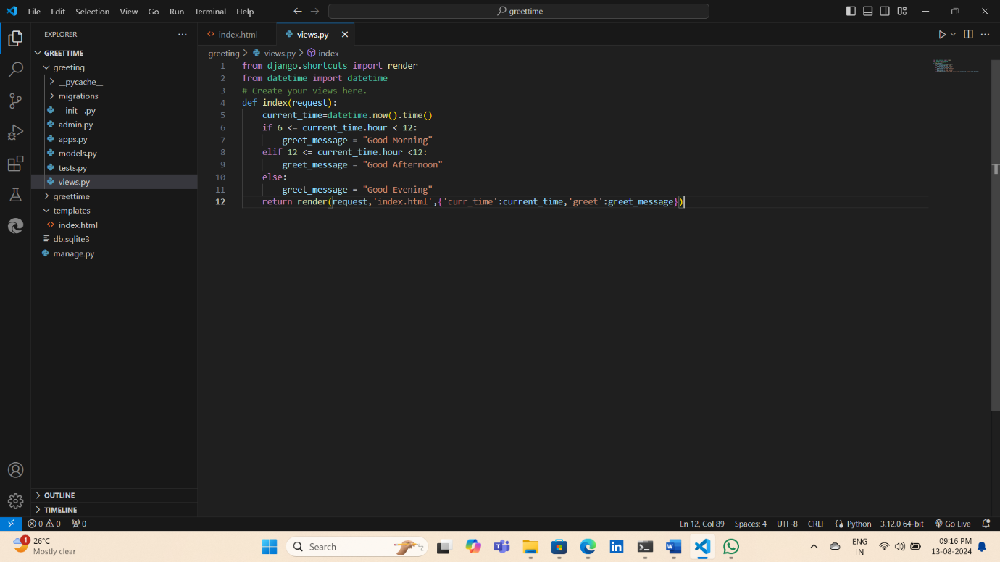 File Edit Selection View Go Run Terminal Help
greettime
EXPLORER
index.html
views.py
GREETTIME
greeting > views.py > index
greeting
__pycache__
migrations
__init__.py
admin.py
apps.py
models.py
tests.py
views.py
greettime
templates
index.html
db.sqlite3
manage.py
1 from django.shortcuts import render
2 from datetime import datetime
3 # Create your views here.
4 def index(request):
5 current_time=datetime.now().time()
6 if 6 <= current_time.hour < 12:
7 greet_message = "Good Morning"
8 elif 12 <= current_time.hour <12:
9 greet_message = "Good Afternoon"
10 else:
11 greet_message = "Good Evening"
12 return render(request,'index.html',{'curr_time':current_time,'greet':greet_message})
OUTLINE
TIMELINE
0 0 0
Ln 12, Col 89 Spaces: 4 UTF-8 CRLF Python 3.12.0 64-bit Go Live
1 26°C
Mostly clear
Search
ENG
IN
09:16 PM
13-08-2024